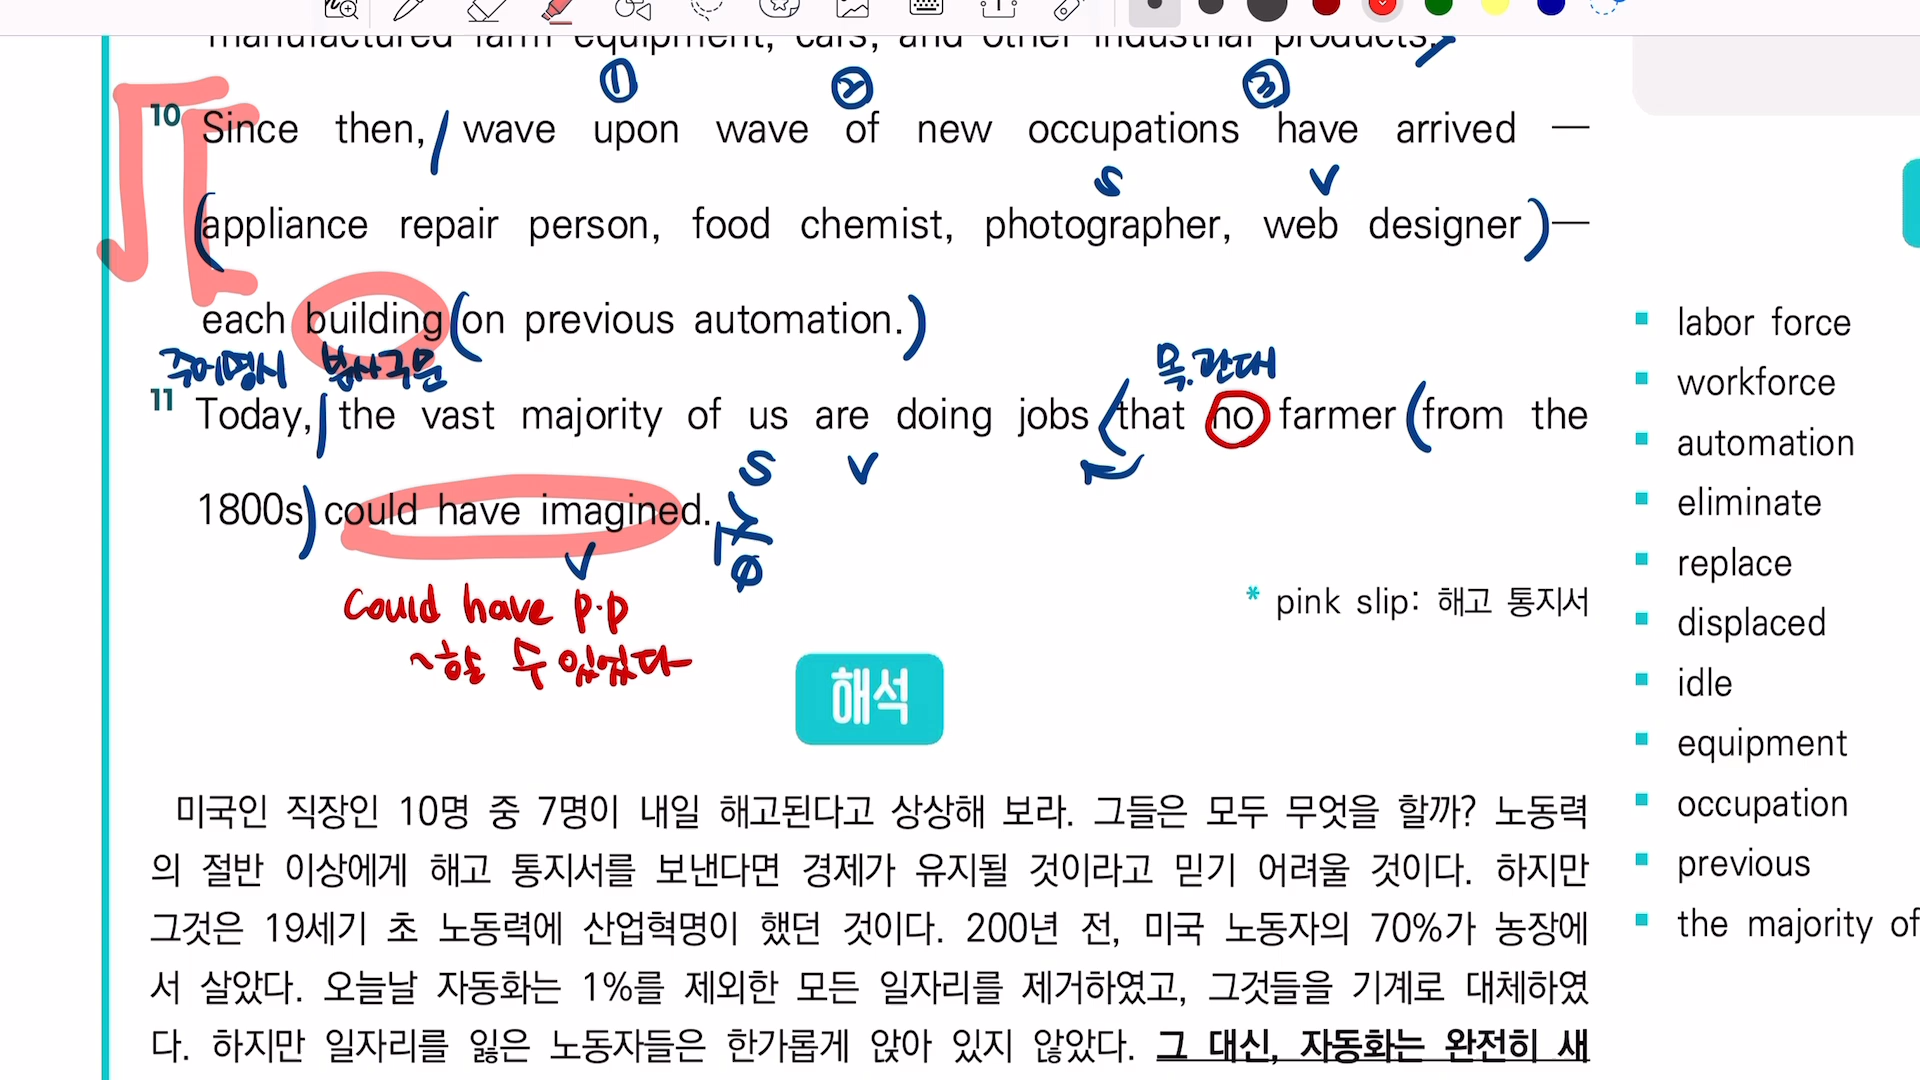 manufactured farm equipment, cars, and other industrial products.
① ② ③
10 Since then, wave upon wave of new occupations have arrived —
s v
(appliance repair person, food chemist, photographer, web designer) —
each building (on previous automation.)
주어명시 분사구문 목.관대
11 Today, the vast majority of us are doing jobs that no farmer (from the
s v
1800s) could have imagined.
v
Could have p.p
~할 수 있었다
* pink slip: 해고 통지서
해석
미국인 직장인 10명 중 7명이 내일 해고된다고 상상해 보라. 그들은 모두 무엇을 할까? 노동력
의 절반 이상에게 해고 통지서를 보낸다면 경제가 유지될 것이라고 믿기 어려울 것이다. 하지만
그것은 19세기 초 노동력에 산업혁명이 했던 것이다. 200년 전, 미국 노동자의 70%가 농장에
서 살았다. 오늘날 자동화는 1%를 제외한 모든 일자리를 제거하였고, 그것들을 기계로 대체하였
다. 하지만 일자리를 잃은 노동자들은 한가롭게 앉아 있지 않았다. 그 대신, 자동화는 완전히 새
labor force
workforce
automation
eliminate
replace
displaced
idle
equipment
occupation
previous
the majority of